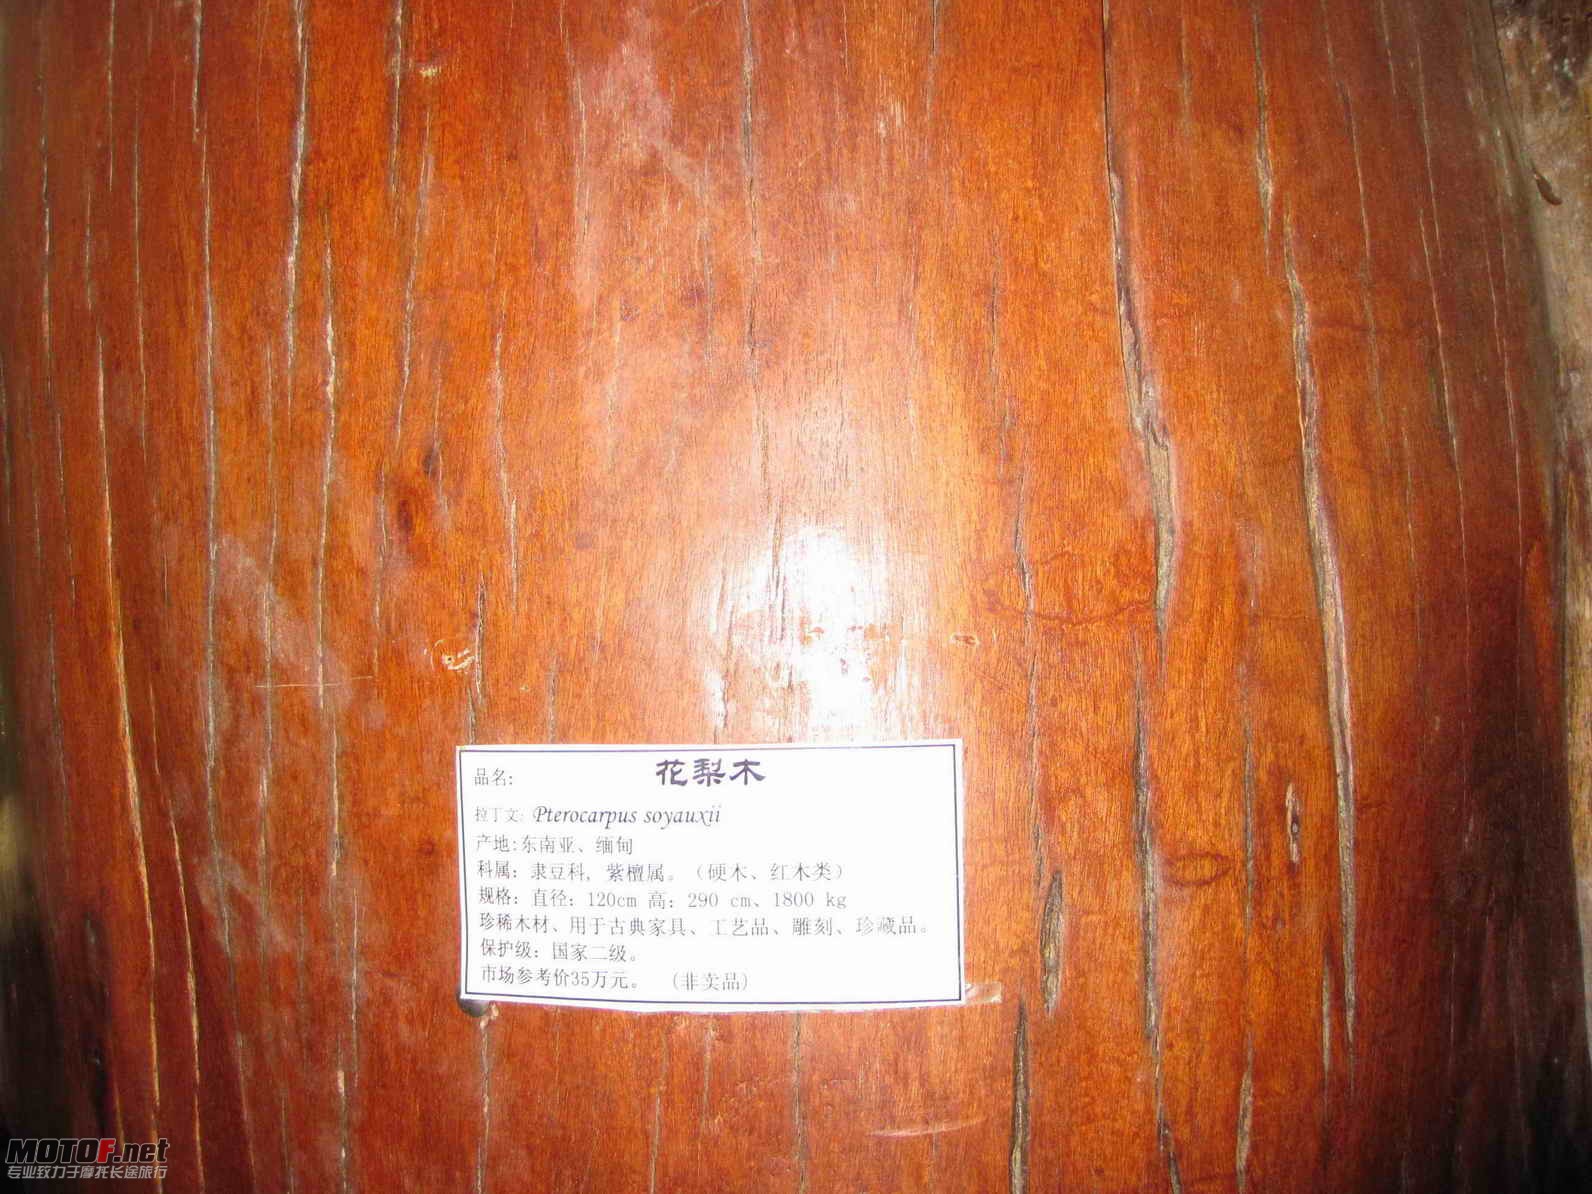 品名: 花梨木
拉丁文: Pterocarpus soyauxii
产地:东南亚、缅甸
科属: 隶豆科, 紫檀属。(硬木、红木类)
规格: 直径: 120cm 高: 290 cm、1800 kg
珍稀木材、用于古典家具、工艺品、雕刻、珍藏品。
保护级: 国家二级。
市场参考价35万元。 (非卖品)
MOTOF.net
专业致力于摩托长途旅行